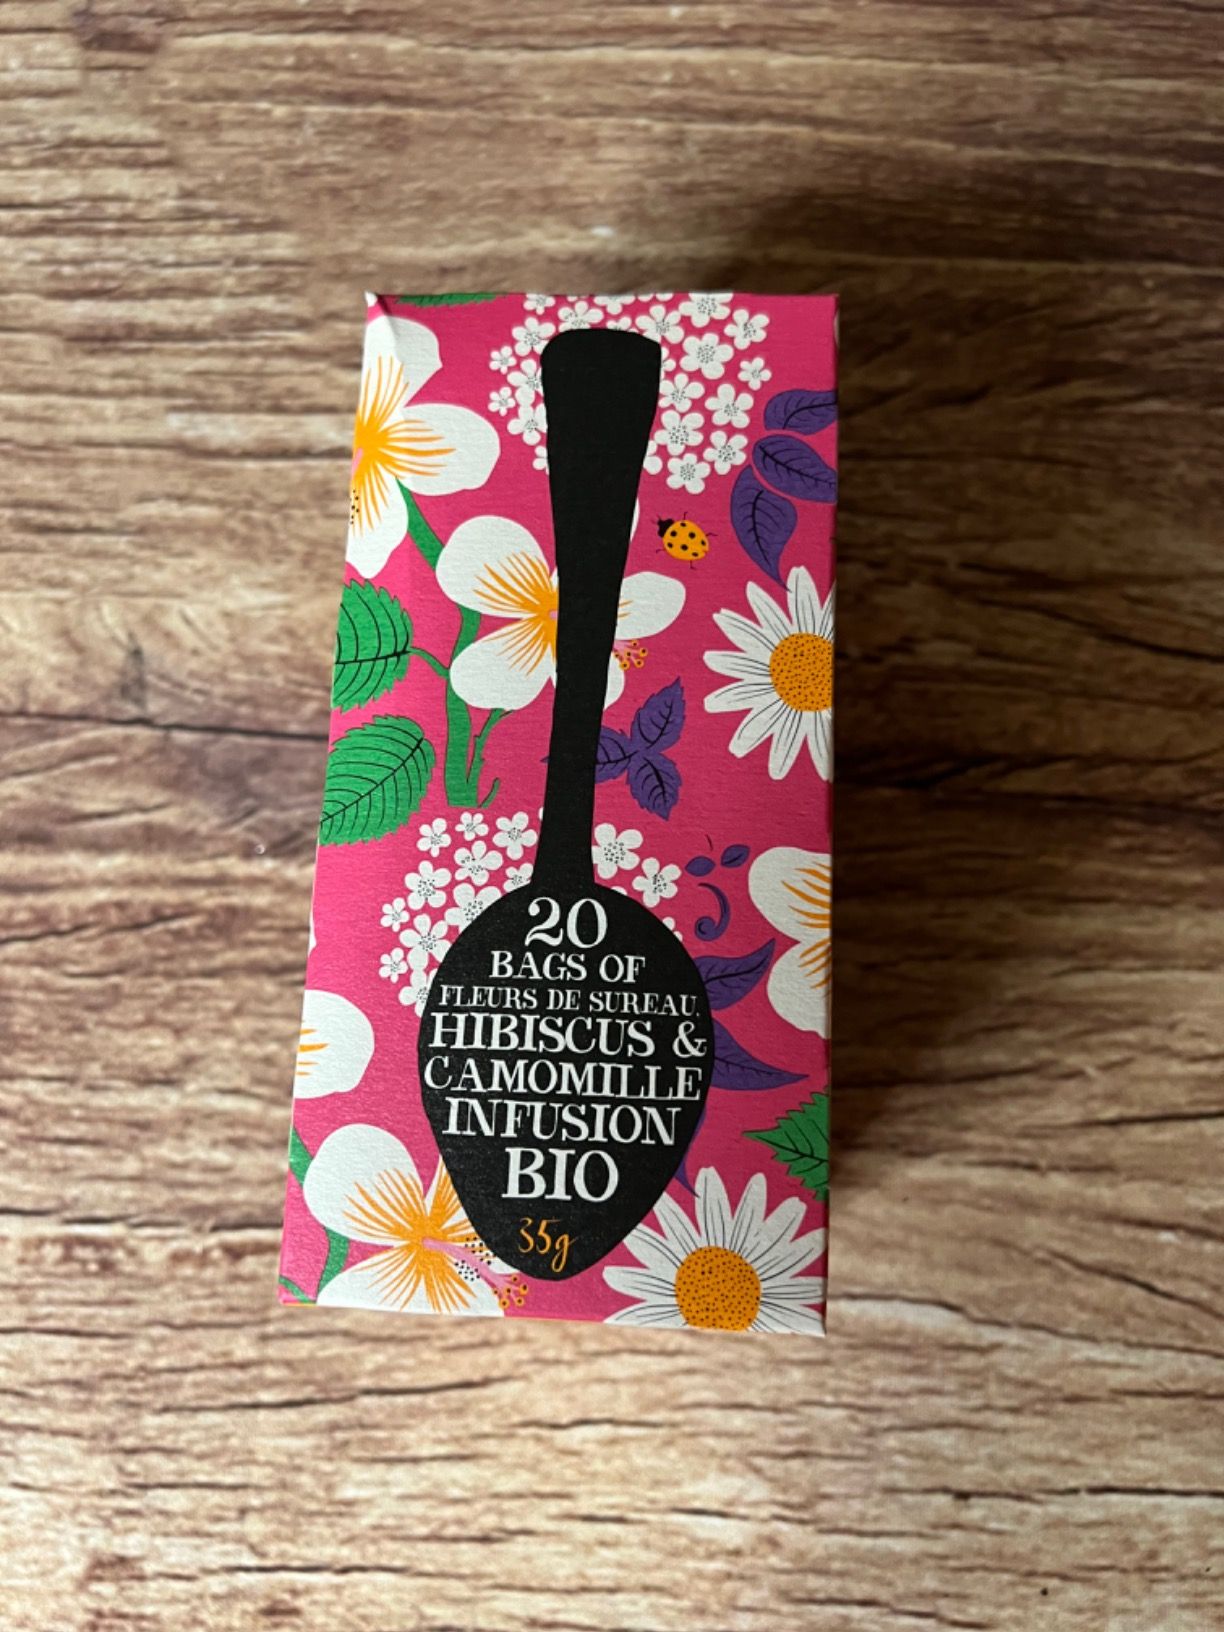 20
BAGS OF
FLEURS DE SUREAU,
HIBISCUS &
CAMOMILLE
INFUSION
BIO
35g